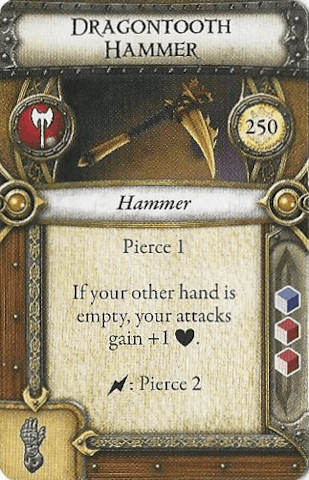 DRAGONTOOTH
HAMMER
250
Hammer
Pierce 1
If your other hand is
empty, your attacks
gain +1 ♥.
: Pierce 2